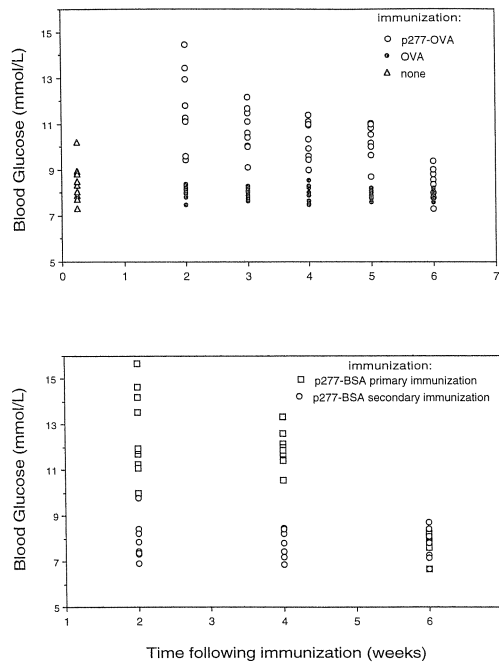 immunization:
p277-OVA
OVA
none
Blood Glucose (mmol/L)
15
13
11
9
7
5
0 1 2 3 4 5 6 7
immunization:
p277-BSA primary immunization
p277-BSA secondary immunization
Blood Glucose (mmol/L)
15
13
11
9
7
5
1 2 4 6
Time following immunization (weeks)